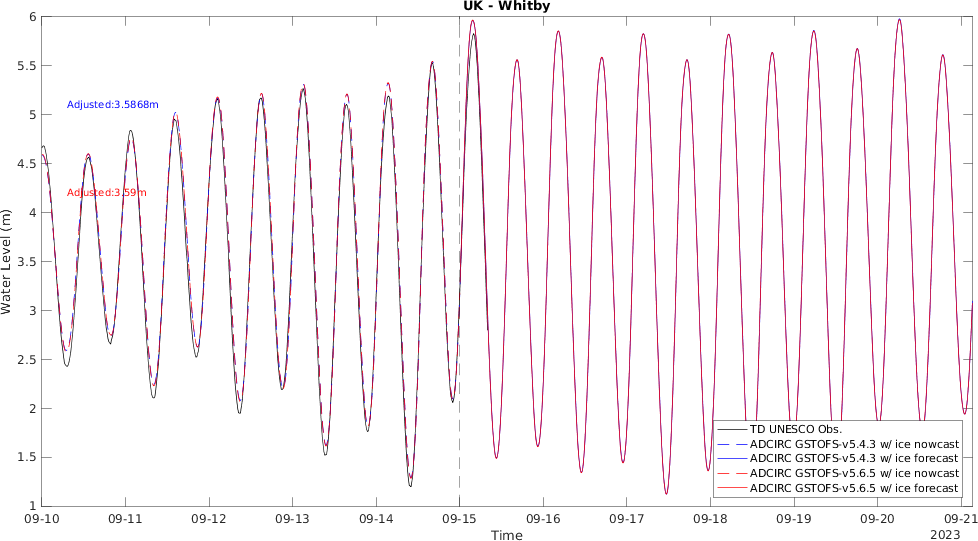 UK - Whitby
6
5.5
5
4.5
4
3.5
3
2.5
2
1.5
1
Water Level (m)
Adjusted:3.5868m
Adjusted:3.59m
TD UNESCO Obs.
ADCIRC GSTOFS-v5.4.3 w/ ice nowcast
ADCIRC GSTOFS-v5.4.3 w/ ice forecast
ADCIRC GSTOFS-v5.6.5 w/ ice nowcast
ADCIRC GSTOFS-v5.6.5 w/ ice forecast
09-10 09-11 09-12 09-13 09-14 09-15 09-16 09-17 09-18 09-19 09-20 09-21
Time
2023